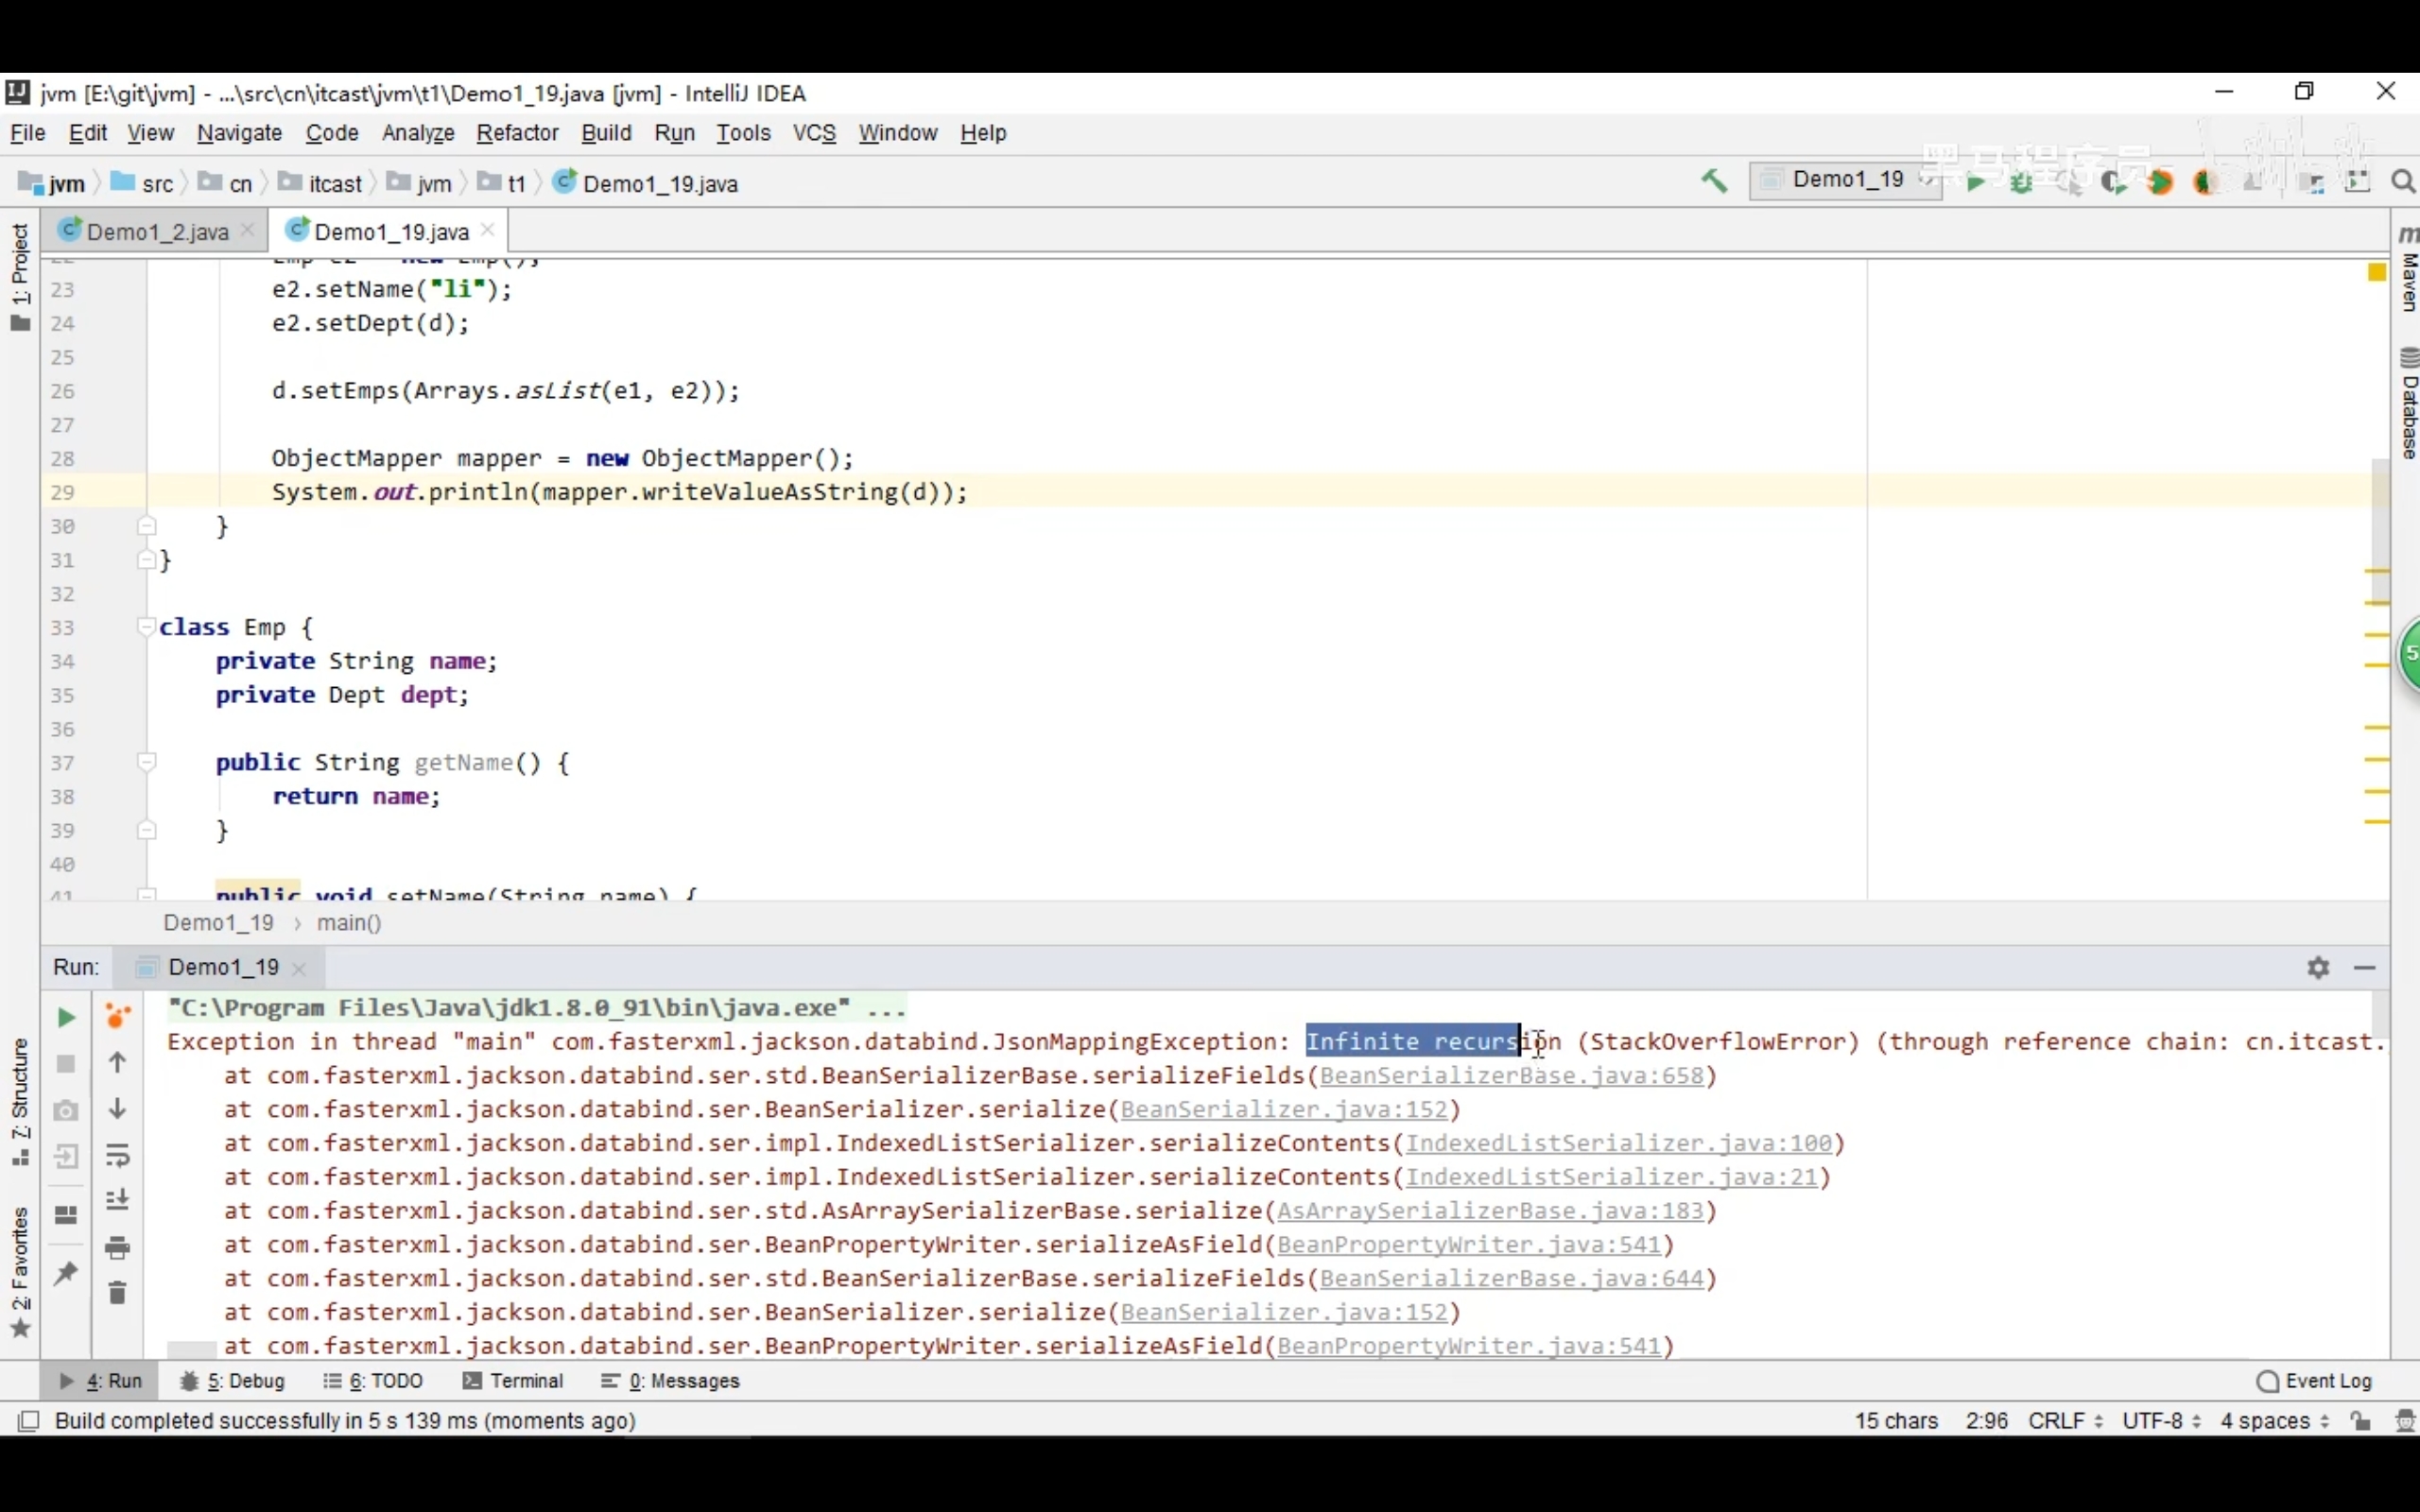 jvm [E:\git\jvm] - ...\src\cn\itcast\jvm\t1\Demo1_19.java [jvm] - IntelliJ IDEA
File Edit View Navigate Code Analyze Refactor Build Run Tools VCS Window Help
黑马程序员 bilibili
jvm src cn itcast jvm t1 Demo1_19.java Demo1_19
Demo1_2.java Demo1_19.java
1: Project
Maven
Database
22 Emp e2 = new Emp();
23 e2.setName("li");
24 e2.setDept(d);
25
26 d.setEmps(Arrays.asList(e1, e2));
27
28 ObjectMapper mapper = new ObjectMapper();
29 System.out.println(mapper.writeValueAsString(d));
30 }
31 }
32
33 class Emp {
34 private String name;
35 private Dept dept;
36
37 public String getName() {
38 return name;
39 }
40
41 public void setName(String name) {
5
Demo1_19 › main()
Run: Demo1_19
"C:\Program Files\Java\jdk1.8.0_91\bin\java.exe" ...
Exception in thread "main" com.fasterxml.jackson.databind.JsonMappingException: Infinite recursion (StackOverflowError) (through reference chain: cn.itcast.
at com.fasterxml.jackson.databind.ser.std.BeanSerializerBase.serializeFields(BeanSerializerBase.java:658)
at com.fasterxml.jackson.databind.ser.BeanSerializer.serialize(BeanSerializer.java:152)
at com.fasterxml.jackson.databind.ser.impl.IndexedListSerializer.serializeContents(IndexedListSerializer.java:100)
at com.fasterxml.jackson.databind.ser.impl.IndexedListSerializer.serializeContents(IndexedListSerializer.java:21)
at com.fasterxml.jackson.databind.ser.std.AsArraySerializerBase.serialize(AsArraySerializerBase.java:183)
at com.fasterxml.jackson.databind.ser.BeanPropertyWriter.serializeAsField(BeanPropertyWriter.java:541)
at com.fasterxml.jackson.databind.ser.std.BeanSerializerBase.serializeFields(BeanSerializerBase.java:644)
at com.fasterxml.jackson.databind.ser.BeanSerializer.serialize(BeanSerializer.java:152)
at com.fasterxml.jackson.databind.ser.BeanPropertyWriter.serializeAsField(BeanPropertyWriter.java:541)
7: Structure
2: Favorites
4: Run 5: Debug 6: TODO Terminal 0: Messages Event Log
Build completed successfully in 5 s 139 ms (moments ago) 15 chars 2:96 CRLF UTF-8 4 spaces